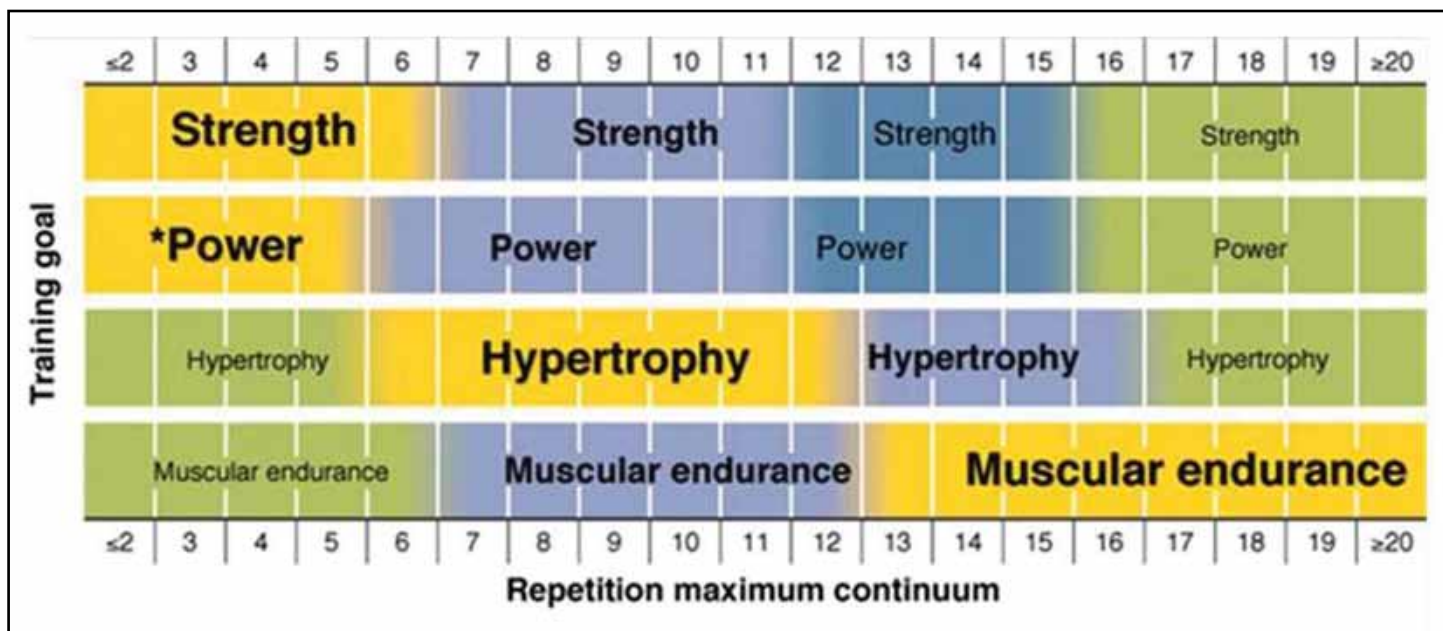 ≤2 3 4 5 6 7 8 9 10 11 12 13 14 15 16 17 18 19 ≥20
Strength Strength Strength Strength
*Power Power Power Power
Hypertrophy Hypertrophy Hypertrophy Hypertrophy
Muscular endurance Muscular endurance Muscular endurance
≤2 3 4 5 6 7 8 9 10 11 12 13 14 15 16 17 18 19 ≥20
Repetition maximum continuum
Training goal